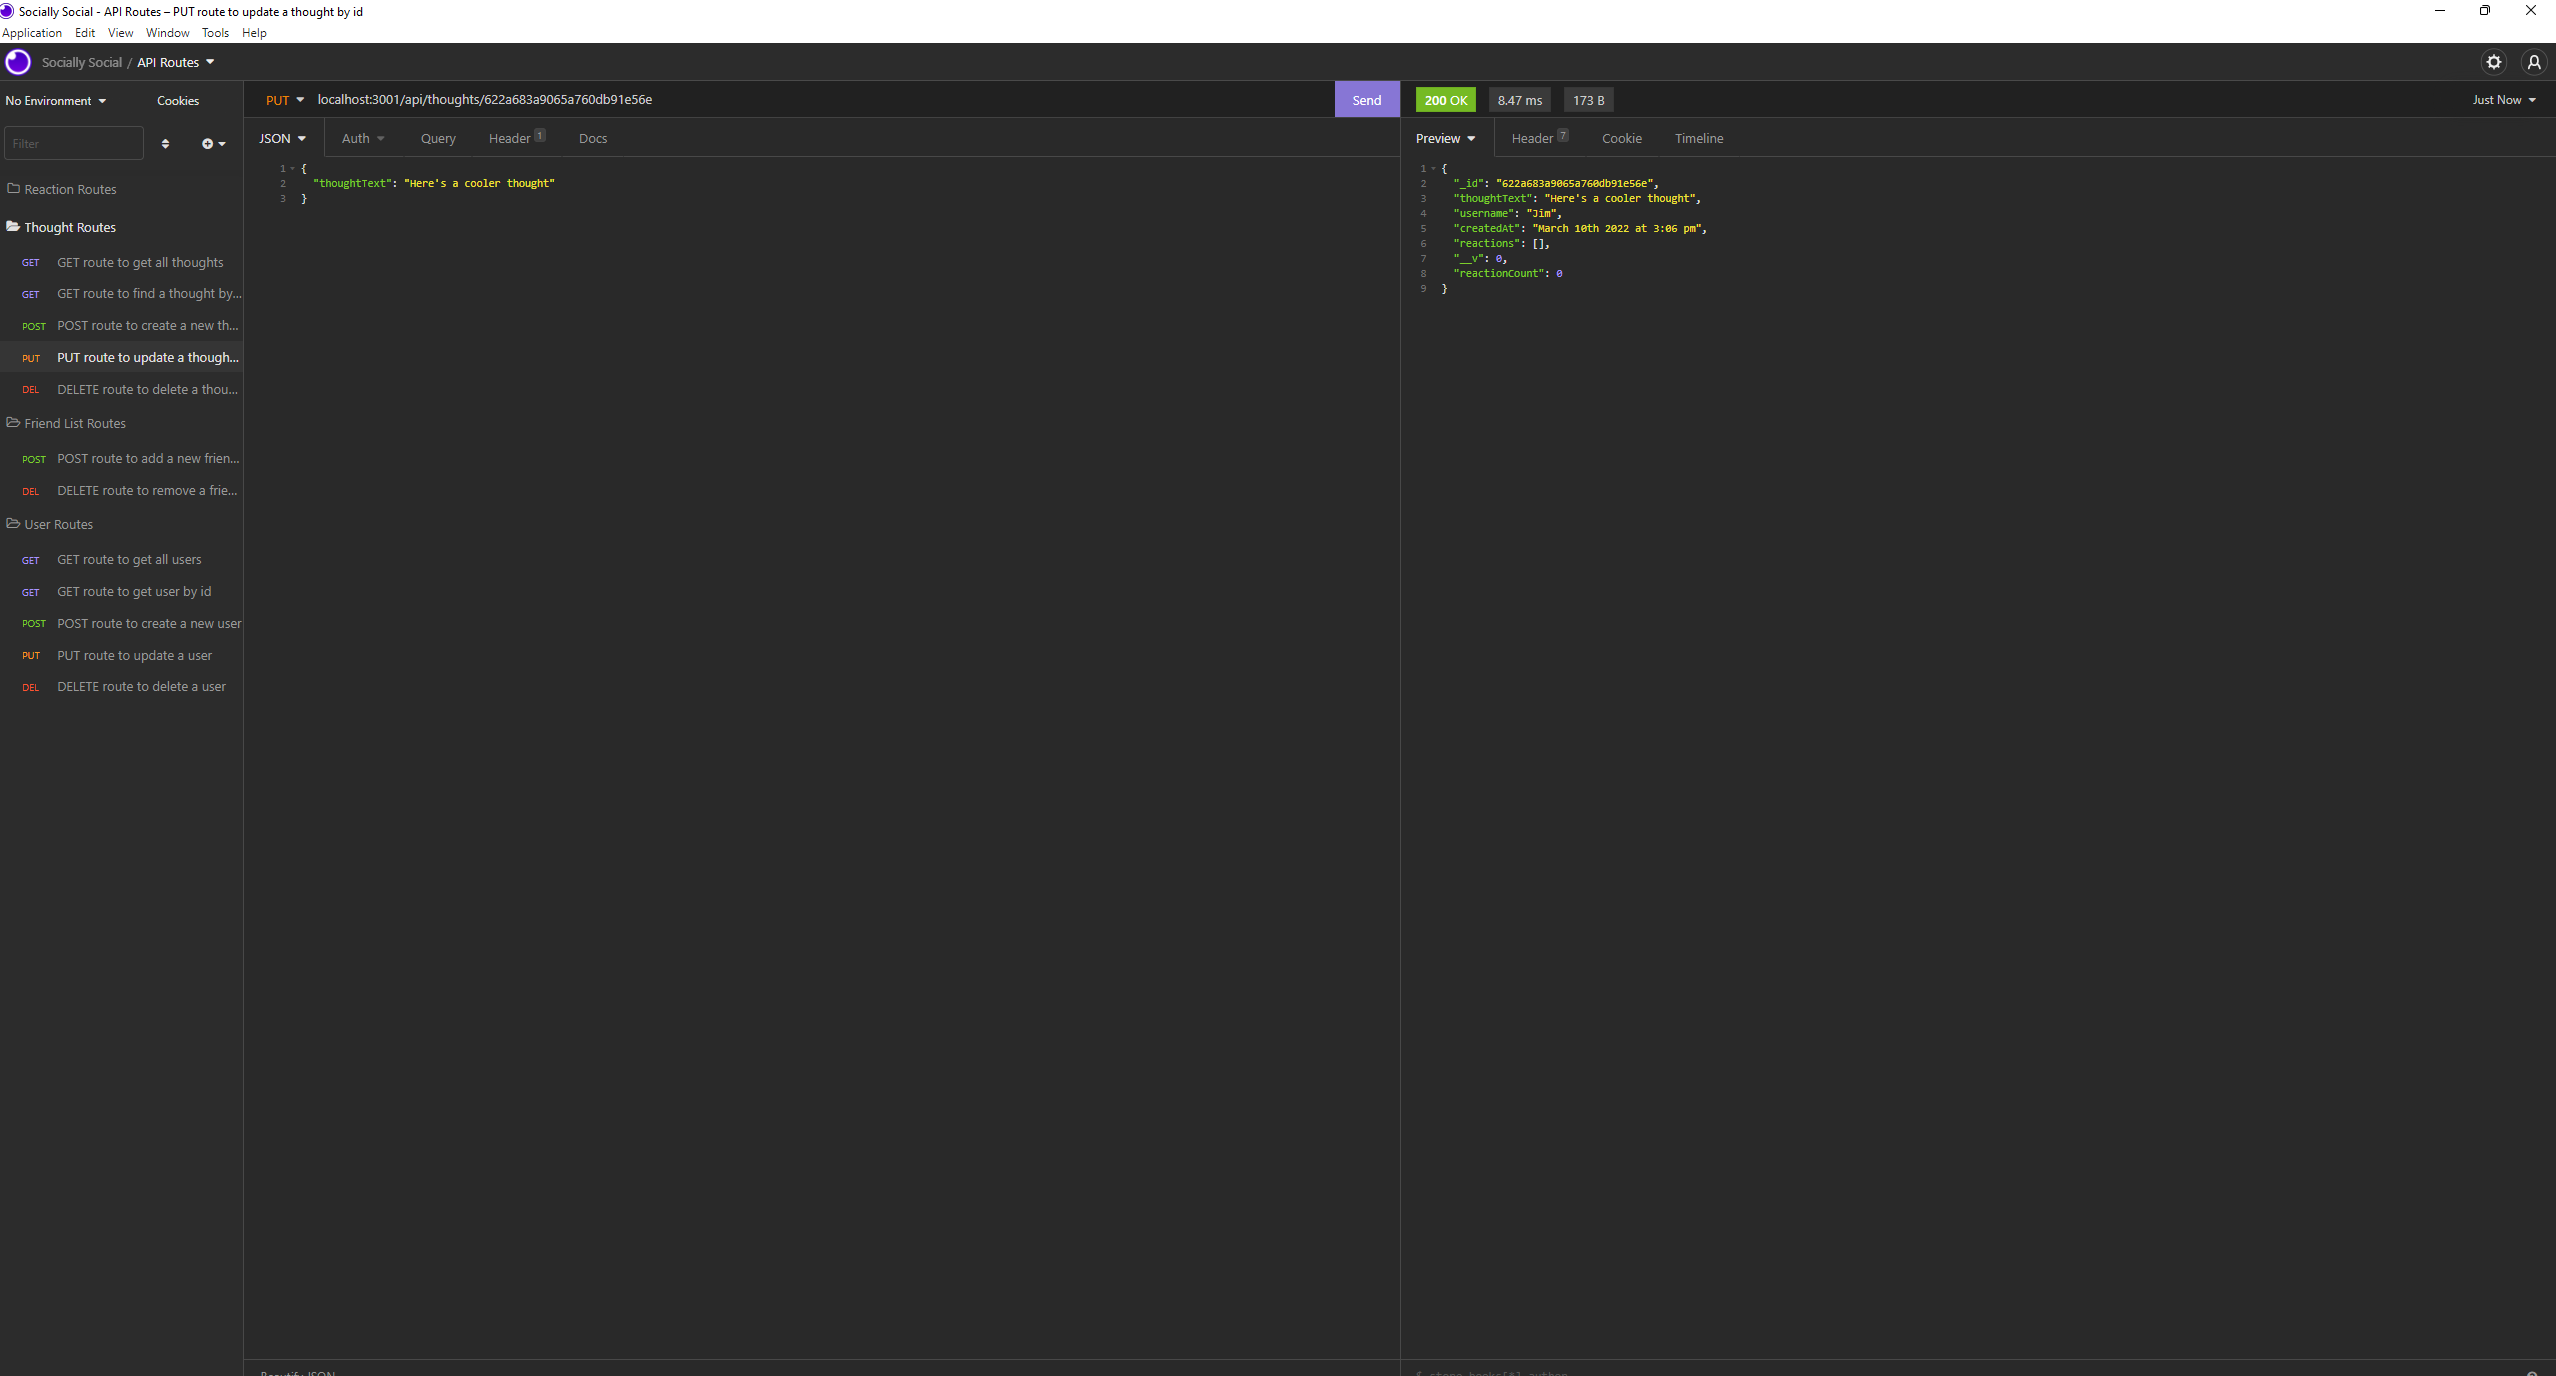 Socially Social - API Routes – PUT route to update a thought by id
Application Edit View Window Tools Help
Socially Social / API Routes
No Environment Cookies
Filter
Reaction Routes
Thought Routes
GET GET route to get all thoughts
GET GET route to find a thought by...
POST POST route to create a new th...
PUT PUT route to update a though...
DEL DELETE route to delete a thou...
Friend List Routes
POST POST route to add a new frien...
DEL DELETE route to remove a frie...
User Routes
GET GET route to get all users
GET GET route to get user by id
POST POST route to create a new user
PUT PUT route to update a user
DEL DELETE route to delete a user
PUT localhost:3001/api/thoughts/622a683a9065a760db91e56e Send
JSON Auth Query Header 1 Docs
1 {
2 "thoughtText": "Here's a cooler thought"
3 }
Beautify JSON
200 OK 8.47 ms 173 B Just Now
Preview Header 7 Cookie Timeline
1 {
2 "_id": "622a683a9065a760db91e56e",
3 "thoughtText": "Here's a cooler thought",
4 "username": "Jim",
5 "createdAt": "March 10th 2022 at 3:06 pm",
6 "reactions": [],
7 "__v": 0,
8 "reactionCount": 0
9 }